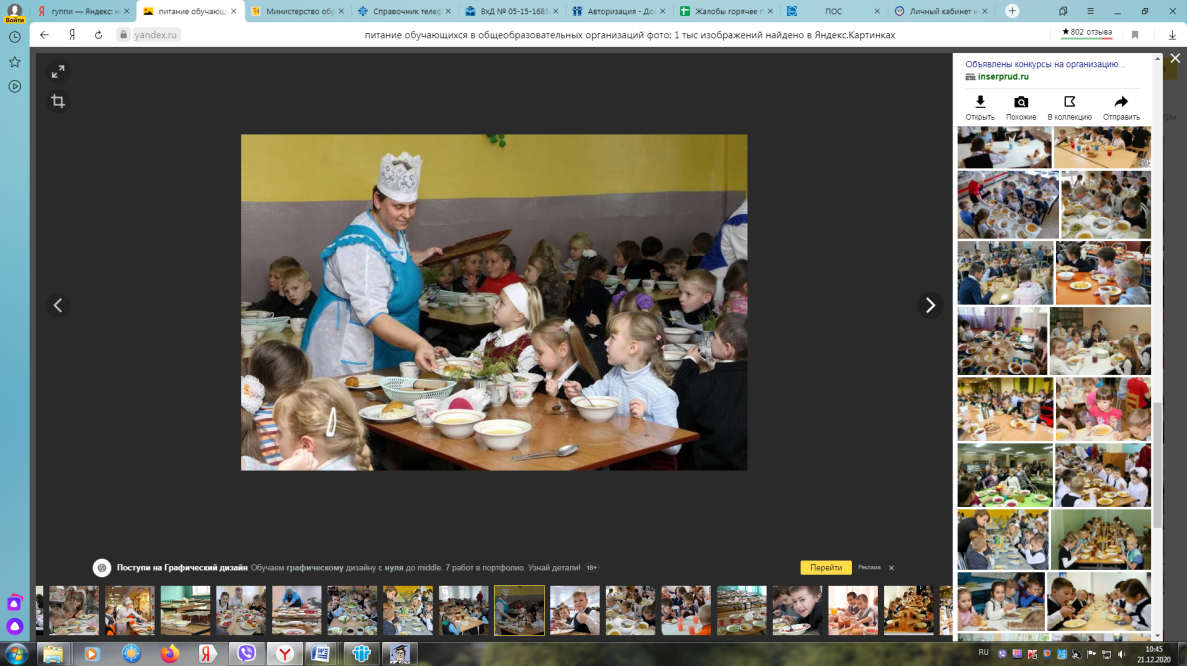 группи — Яндекс: н
питание обучающ
Министерство обр
Справочник телеф
ВхД № 05-15-1685
Авторизация - До
Жалобы горячее п
ПОС
Личный кабинет н
Войти
yandex.ru
питание обучающихся в общеобразовательных организаций фото: 1 тыс изображений найдено в Яндекс.Картинках
802 отзыва
Объявлены конкурсы на организацию...
inserprud.ru
Открыть
Похожие
В коллекцию
Отправить
Поступи на Графический дизайн Обучаем графическому дизайну с нуля до middle. 7 работ в портфолио. Узнай детали! 18+
Перейти
Реклама
RU
10:45
21.12.2020